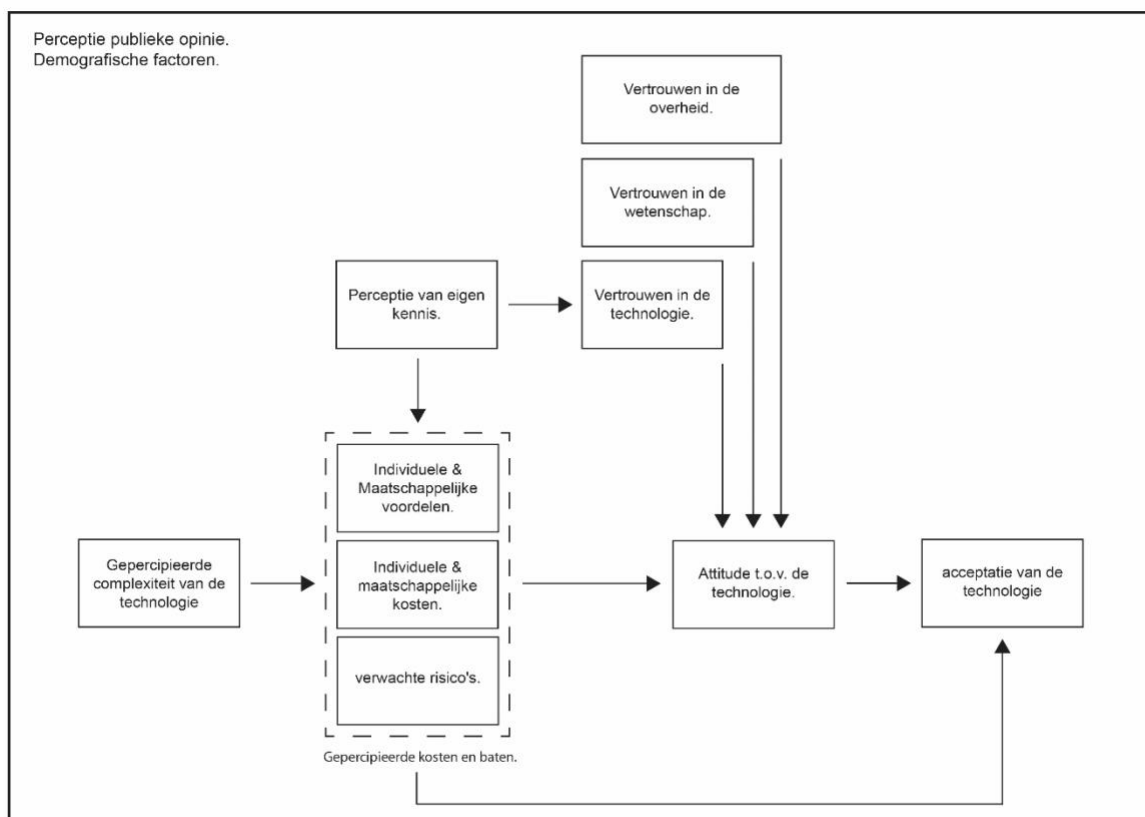 Perceptie publieke opinie.
Demografische factoren.
Vertrouwen in de
overheid.
Vertrouwen in de
wetenschap.
Perceptie van eigen
kennis.
Vertrouwen in de
technologie.
Individuele &
Maatschappelijke
voordelen.
Gepercipieerde
complexiteit van de
technologie
Individuele &
maatschappelijke
kosten.
Attitude t.o.v. de
technologie.
acceptatie van de
technologie
verwachte risico's.
Gepercipieerde kosten en baten.